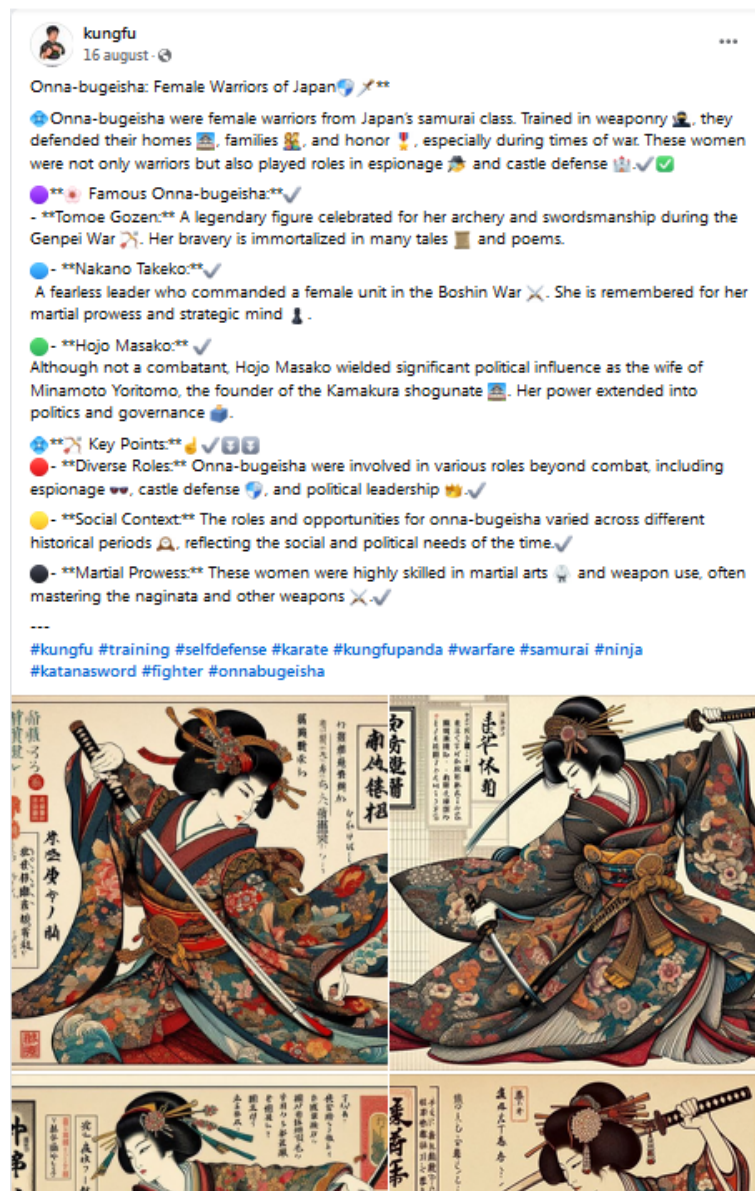 kungfu
16 august ·
Onna-bugeisha: Female Warriors of Japan🌎🗡️**
💠Onna-bugeisha were female warriors from Japan's samurai class. Trained in weaponry 🥷, they
defended their homes 🏯, families 👨‍👩‍👧‍👦, and honor 🎖️, especially during times of war. These women
were not only warriors but also played roles in espionage 🕵️ and castle defense 🏰.✔️✅
🟣**🌸 Famous Onna-bugeisha:**✔️
- **Tomoe Gozen:** A legendary figure celebrated for her archery and swordsmanship during the
Genpei War 🏹. Her bravery is immortalized in many tales 📜 and poems.
🔵- **Nakano Takeko:**✔️
A fearless leader who commanded a female unit in the Boshin War ⚔️. She is remembered for her
martial prowess and strategic mind ♟️.
🟢- **Hojo Masako:** ✔️
Although not a combatant, Hojo Masako wielded significant political influence as the wife of
Minamoto Yoritomo, the founder of the Kamakura shogunate 🏯. Her power extended into
politics and governance 🗳️.
💠**🏹 Key Points:**☝️✔️⏬⏬
🔴- **Diverse Roles:** Onna-bugeisha were involved in various roles beyond combat, including
espionage 🕶️, castle defense 🌎, and political leadership 👑.✔️
🟡- **Social Context:** The roles and opportunities for onna-bugeisha varied across different
historical periods 🕰️, reflecting the social and political needs of the time.✔️
⚫- **Martial Prowess:** These women were highly skilled in martial arts 🥋 and weapon use, often
mastering the naginata and other weapons ⚔️.✔️
---
#kungfu #training #selfdefense #karate #kungfupanda #warfare #samurai #ninja
#katanasword #fighter #onnabugeisha